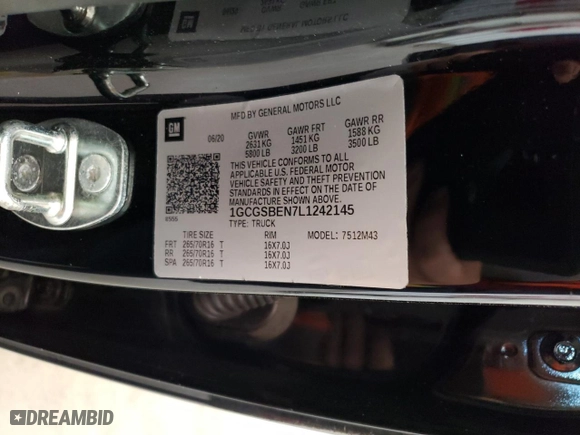 MFD BY GENERAL MOTORS LLC
GM
06/20
GVWR GAWR FRT GAWR RR
2631 KG 1451 KG 1588 KG
5800 LB 3200 LB 3500 LB
THIS VEHICLE CONFORMS TO ALL
APPLICABLE U.S. FEDERAL MOTOR
VEHICLE SAFETY AND THEFT PREVENTION
STANDARDS IN EFFECT ON THE DATE OF
MANUFACTURE SHOWN ABOVE.
1GCGSBEN7L1242145
TYPE: TRUCK
TIRE SIZE RIM MODEL: 7512M43
FRT 265/70R16 T 16X7.0J
RR 265/70R16 T 16X7.0J
SPA 265/70R16 T 16X7.0J
DREAMBID